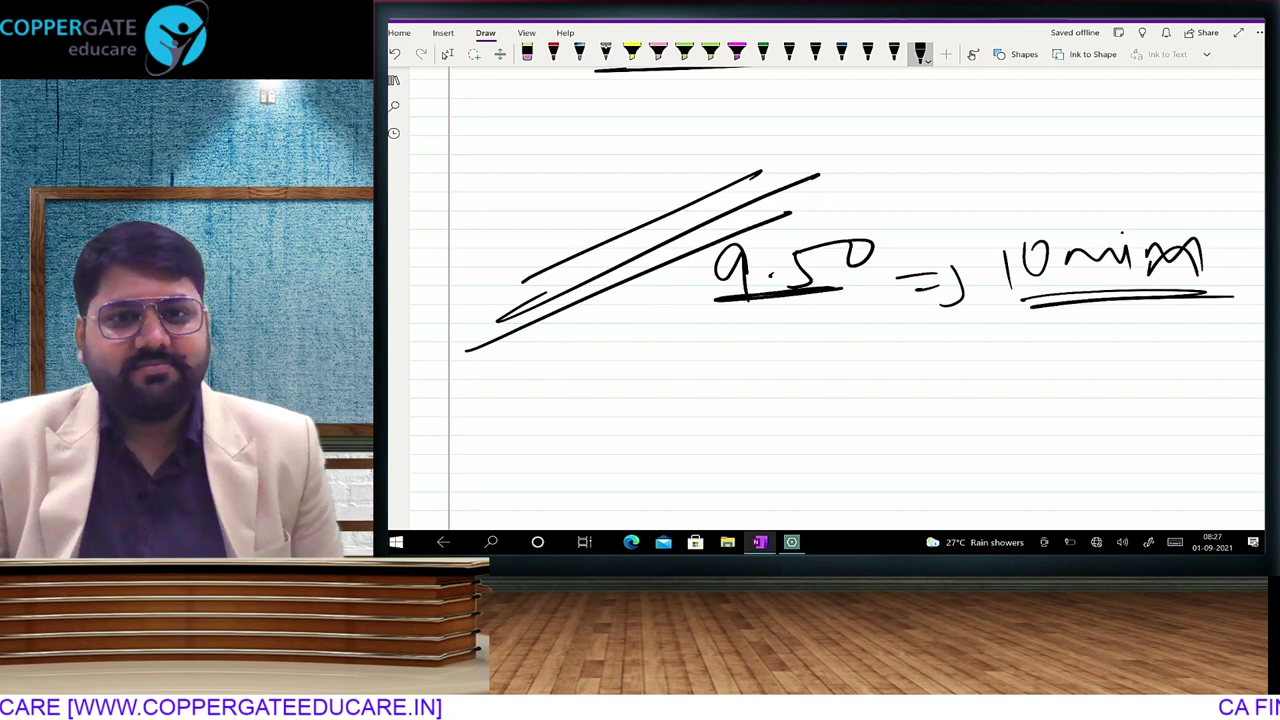 COPPERGATE
educare
Home Insert Draw View Help
Saved offline
Share
Shapes
Ink to Shape
Ink to Text
9.50 => 10 min
27°C Rain showers
08:27
01-09-2021
CARE [WWW.COPPERGATEEDUCARE.IN]
CA FIN